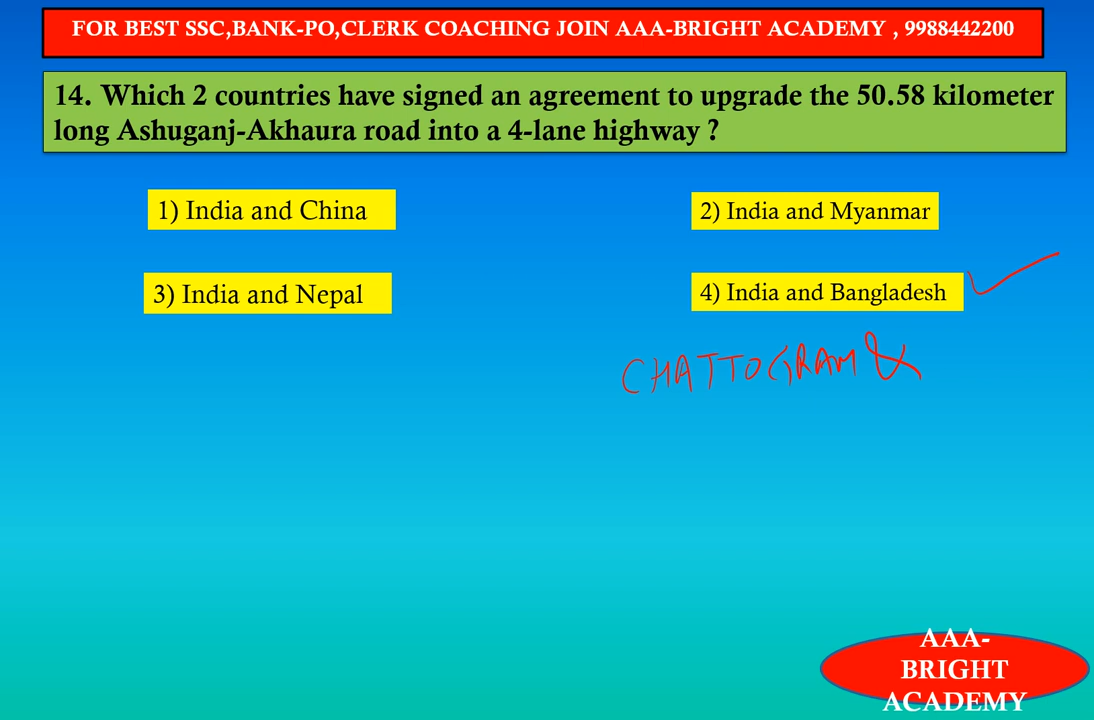 FOR BEST SSC,BANK-PO,CLERK COACHING JOIN AAA-BRIGHT ACADEMY , 9988442200
14. Which 2 countries have signed an agreement to upgrade the 50.58 kilometer
long Ashuganj-Akhaura road into a 4-lane highway ?
1) India and China
2) India and Myanmar
3) India and Nepal
4) India and Bangladesh
CHATTOGRAM &
AAA-
BRIGHT
ACADEMY